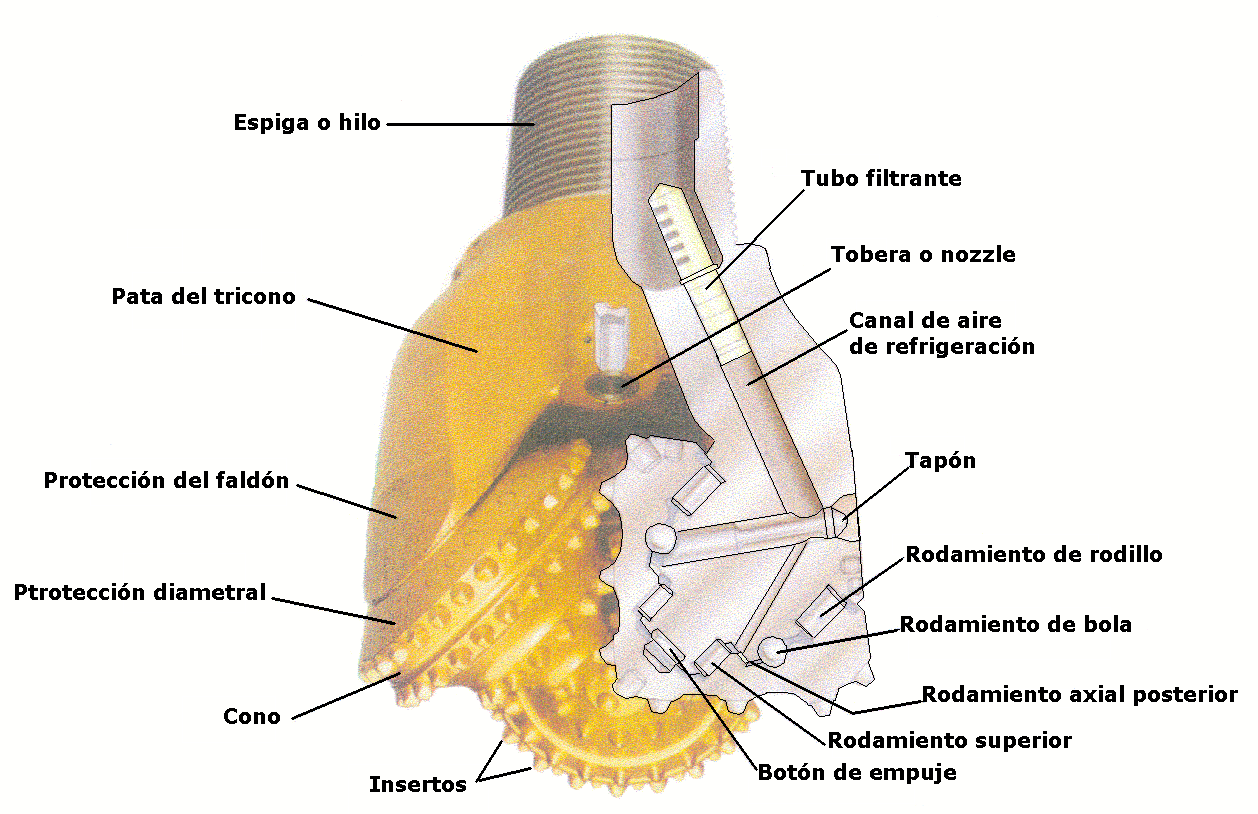 Espiga o hilo
Tubo filtrante
Tobera o nozzle
Pata del tricono
Canal de aire
de refrigeración
Tapón
Protección del faldón
Rodamiento de rodillo
Ptrotección diametral
Rodamiento de bola
Rodamiento axial posterior
Cono
Rodamiento superior
Botón de empuje
Insertos